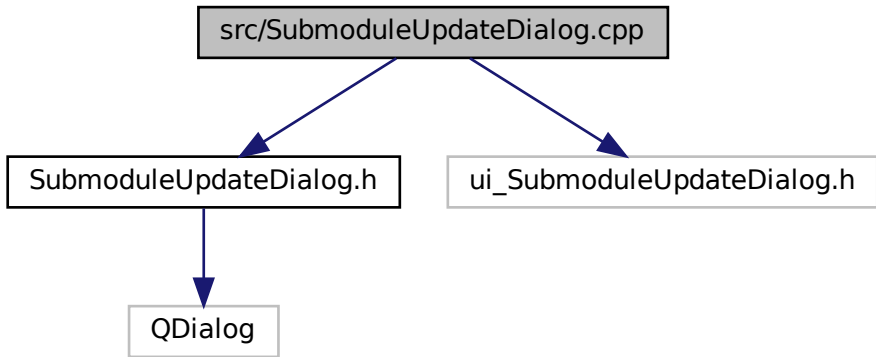 src/SubmoduleUpdateDialog.cpp
SubmoduleUpdateDialog.h
ui_SubmoduleUpdateDialog.h
QDialog